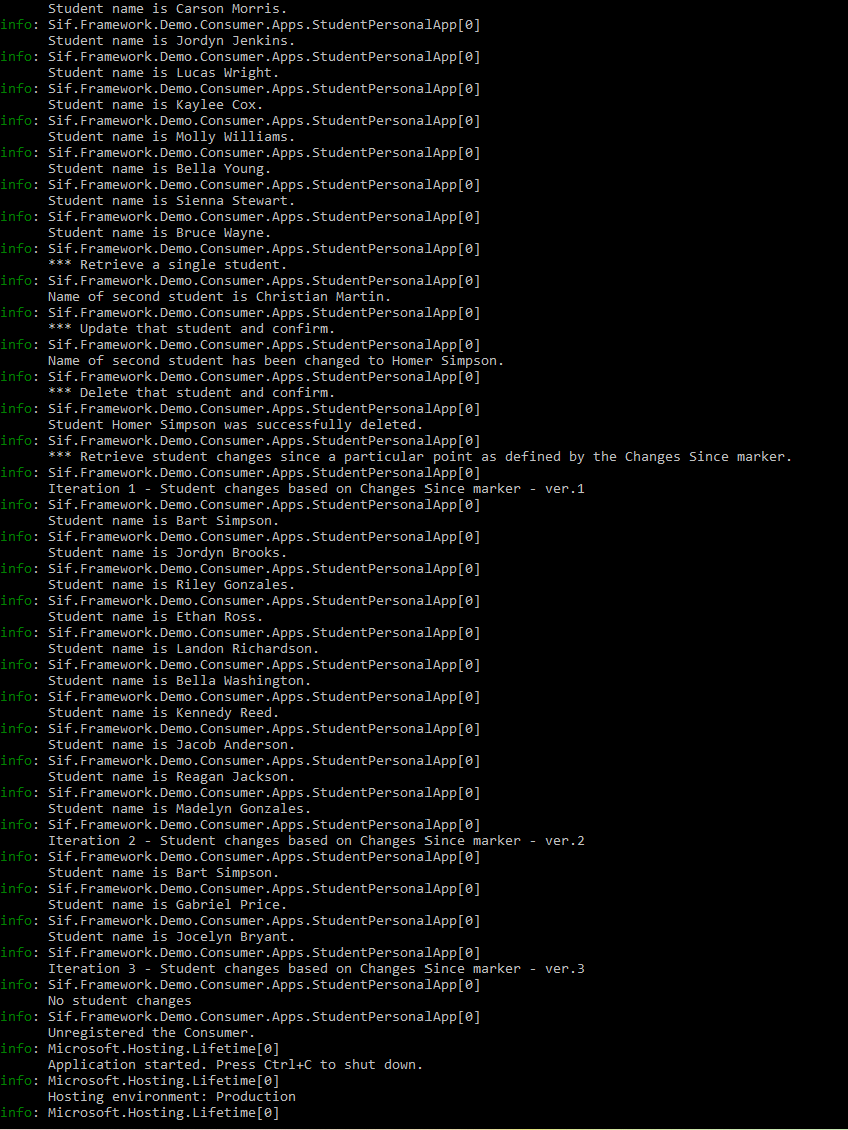 Student name is Carson Morris.
info: Sif.Framework.Demo.Consumer.Apps.StudentPersonalApp[0]
Student name is Jordyn Jenkins.
info: Sif.Framework.Demo.Consumer.Apps.StudentPersonalApp[0]
Student name is Lucas Wright.
info: Sif.Framework.Demo.Consumer.Apps.StudentPersonalApp[0]
Student name is Kaylee Cox.
info: Sif.Framework.Demo.Consumer.Apps.StudentPersonalApp[0]
Student name is Molly Williams.
info: Sif.Framework.Demo.Consumer.Apps.StudentPersonalApp[0]
Student name is Bella Young.
info: Sif.Framework.Demo.Consumer.Apps.StudentPersonalApp[0]
Student name is Sienna Stewart.
info: Sif.Framework.Demo.Consumer.Apps.StudentPersonalApp[0]
Student name is Bruce Wayne.
info: Sif.Framework.Demo.Consumer.Apps.StudentPersonalApp[0]
*** Retrieve a single student.
info: Sif.Framework.Demo.Consumer.Apps.StudentPersonalApp[0]
Name of second student is Christian Martin.
info: Sif.Framework.Demo.Consumer.Apps.StudentPersonalApp[0]
*** Update that student and confirm.
info: Sif.Framework.Demo.Consumer.Apps.StudentPersonalApp[0]
Name of second student has been changed to Homer Simpson.
info: Sif.Framework.Demo.Consumer.Apps.StudentPersonalApp[0]
*** Delete that student and confirm.
info: Sif.Framework.Demo.Consumer.Apps.StudentPersonalApp[0]
Student Homer Simpson was successfully deleted.
info: Sif.Framework.Demo.Consumer.Apps.StudentPersonalApp[0]
*** Retrieve student changes since a particular point as defined by the Changes Since marker.
info: Sif.Framework.Demo.Consumer.Apps.StudentPersonalApp[0]
Iteration 1 - Student changes based on Changes Since marker - ver.1
info: Sif.Framework.Demo.Consumer.Apps.StudentPersonalApp[0]
Student name is Bart Simpson.
info: Sif.Framework.Demo.Consumer.Apps.StudentPersonalApp[0]
Student name is Jordyn Brooks.
info: Sif.Framework.Demo.Consumer.Apps.StudentPersonalApp[0]
Student name is Riley Gonzales.
info: Sif.Framework.Demo.Consumer.Apps.StudentPersonalApp[0]
Student name is Ethan Ross.
info: Sif.Framework.Demo.Consumer.Apps.StudentPersonalApp[0]
Student name is Landon Richardson.
info: Sif.Framework.Demo.Consumer.Apps.StudentPersonalApp[0]
Student name is Bella Washington.
info: Sif.Framework.Demo.Consumer.Apps.StudentPersonalApp[0]
Student name is Kennedy Reed.
info: Sif.Framework.Demo.Consumer.Apps.StudentPersonalApp[0]
Student name is Jacob Anderson.
info: Sif.Framework.Demo.Consumer.Apps.StudentPersonalApp[0]
Student name is Reagan Jackson.
info: Sif.Framework.Demo.Consumer.Apps.StudentPersonalApp[0]
Student name is Madelyn Gonzales.
info: Sif.Framework.Demo.Consumer.Apps.StudentPersonalApp[0]
Iteration 2 - Student changes based on Changes Since marker - ver.2
info: Sif.Framework.Demo.Consumer.Apps.StudentPersonalApp[0]
Student name is Bart Simpson.
info: Sif.Framework.Demo.Consumer.Apps.StudentPersonalApp[0]
Student name is Gabriel Price.
info: Sif.Framework.Demo.Consumer.Apps.StudentPersonalApp[0]
Student name is Jocelyn Bryant.
info: Sif.Framework.Demo.Consumer.Apps.StudentPersonalApp[0]
Iteration 3 - Student changes based on Changes Since marker - ver.3
info: Sif.Framework.Demo.Consumer.Apps.StudentPersonalApp[0]
No student changes
info: Sif.Framework.Demo.Consumer.Apps.StudentPersonalApp[0]
Unregistered the Consumer.
info: Microsoft.Hosting.Lifetime[0]
Application started. Press Ctrl+C to shut down.
info: Microsoft.Hosting.Lifetime[0]
Hosting environment: Production
info: Microsoft.Hosting.Lifetime[0]